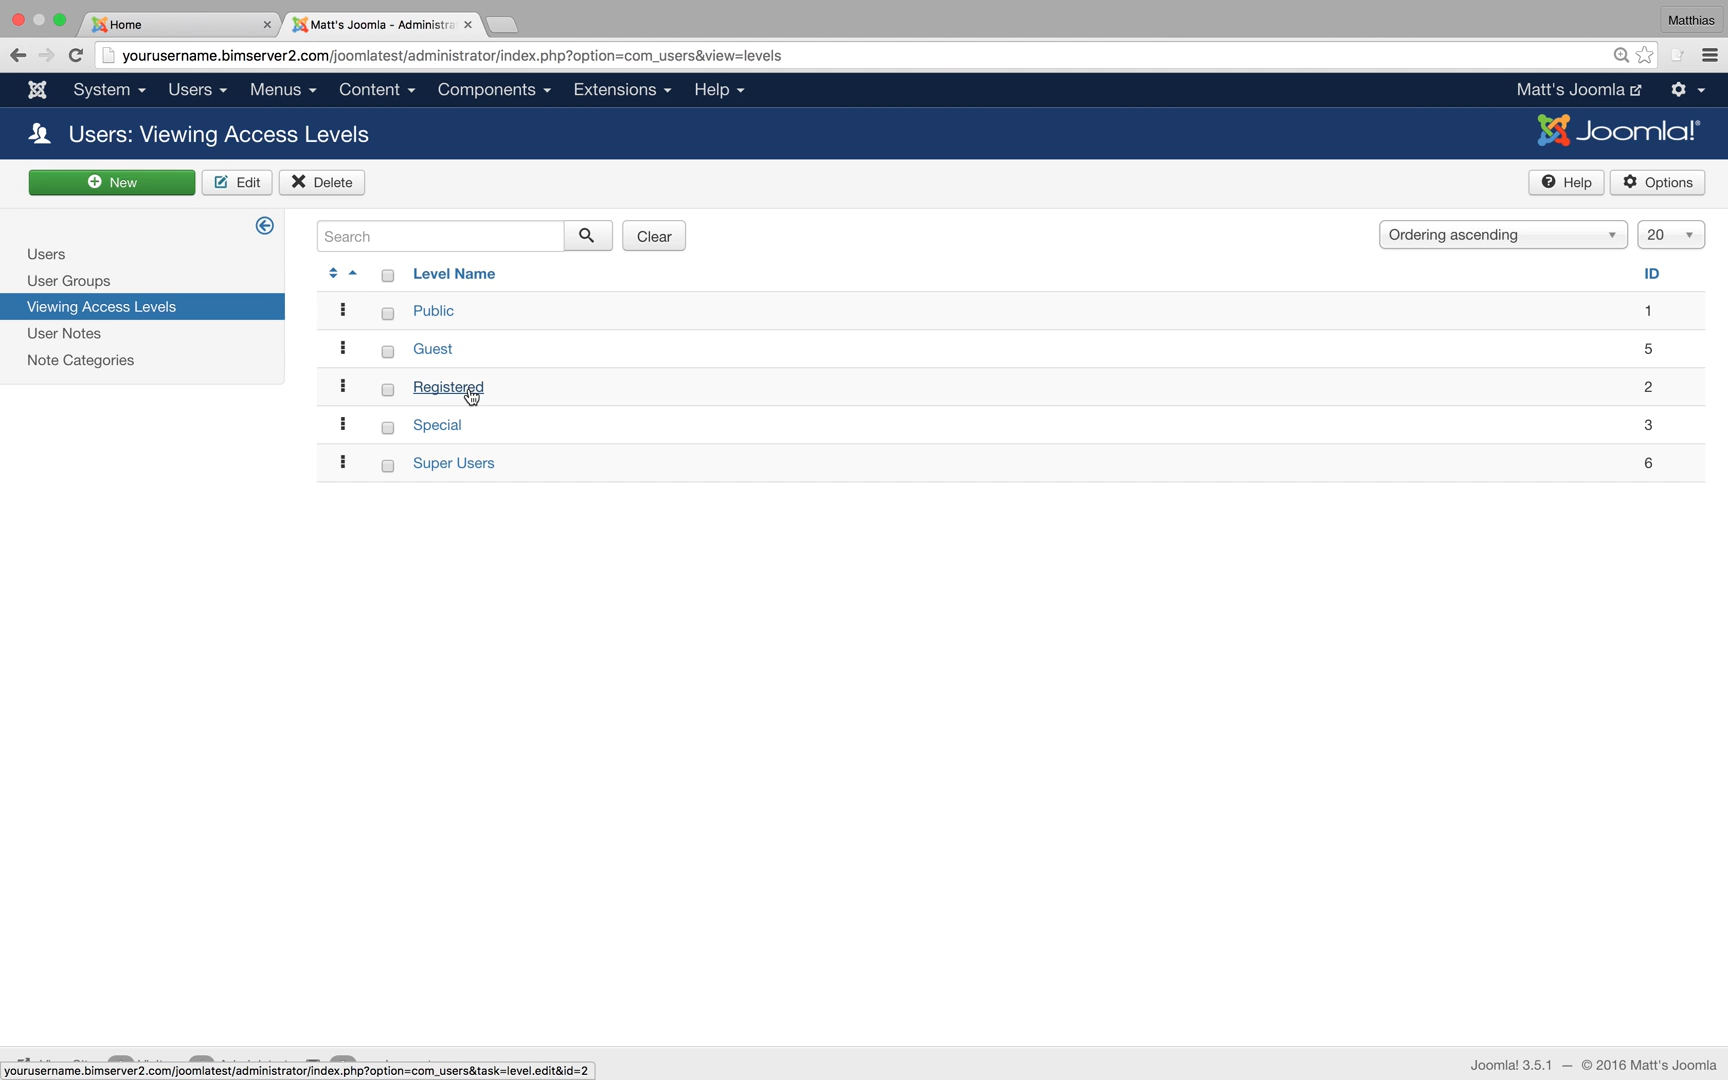 Home
Matt's Joomla - Administra
Matthias
yourusername.bimserver2.com/joomlatest/administrator/index.php?option=com_users&view=levels
System Users Menus Content Components Extensions Help Matt's Joomla
Users: Viewing Access Levels
Joomla!®
New Edit Delete Help Options
Search Clear Ordering ascending 20
Users
User Groups
Viewing Access Levels
User Notes
Note Categories
Level Name ID
Public 1
Guest 5
Registered 2
Special 3
Super Users 6
yourusername.bimserver2.com/joomlatest/administrator/index.php?option=com_users&task=level.edit&id=2
Joomla! 3.5.1 — © 2016 Matt's Joomla